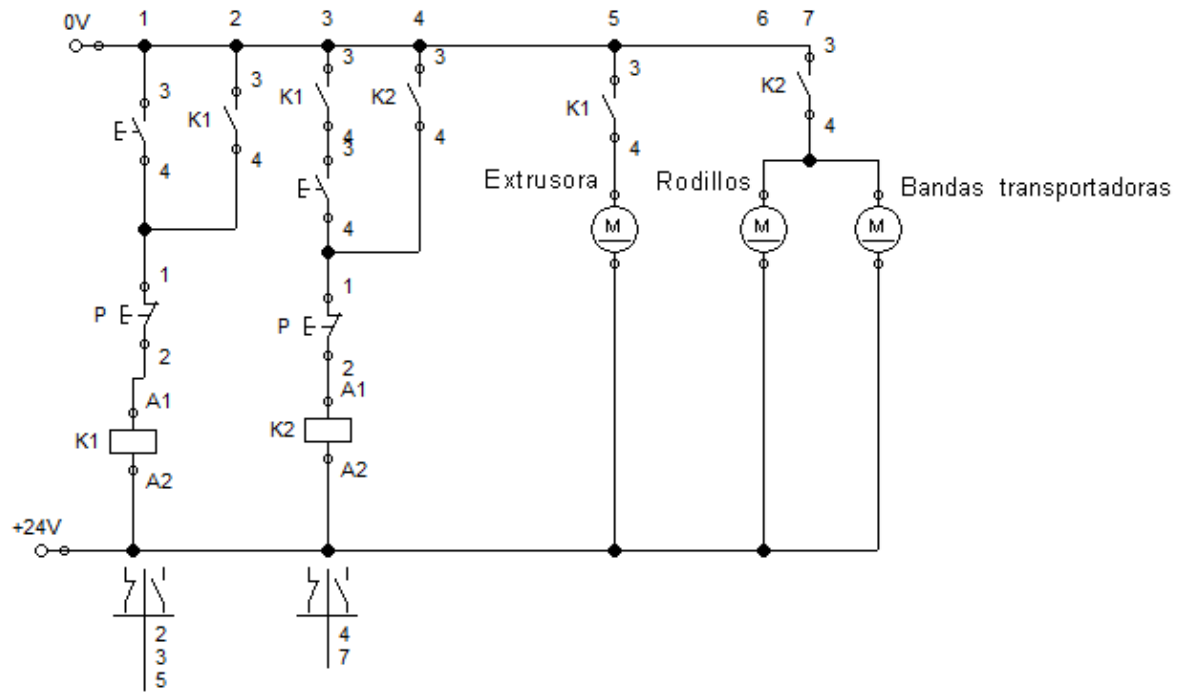 1 2 3 4 5 6 7
0V
3 3 3 3 3 3
K1 K1 K2 K1 K2
4 4 4 4 4 4
3
Extrusora Rodillos Bandas transportadoras
4
M M M
1 1
P P
2 2
A1 A1
K1 K2
A2 A2
+24V
2 4
3 7
5